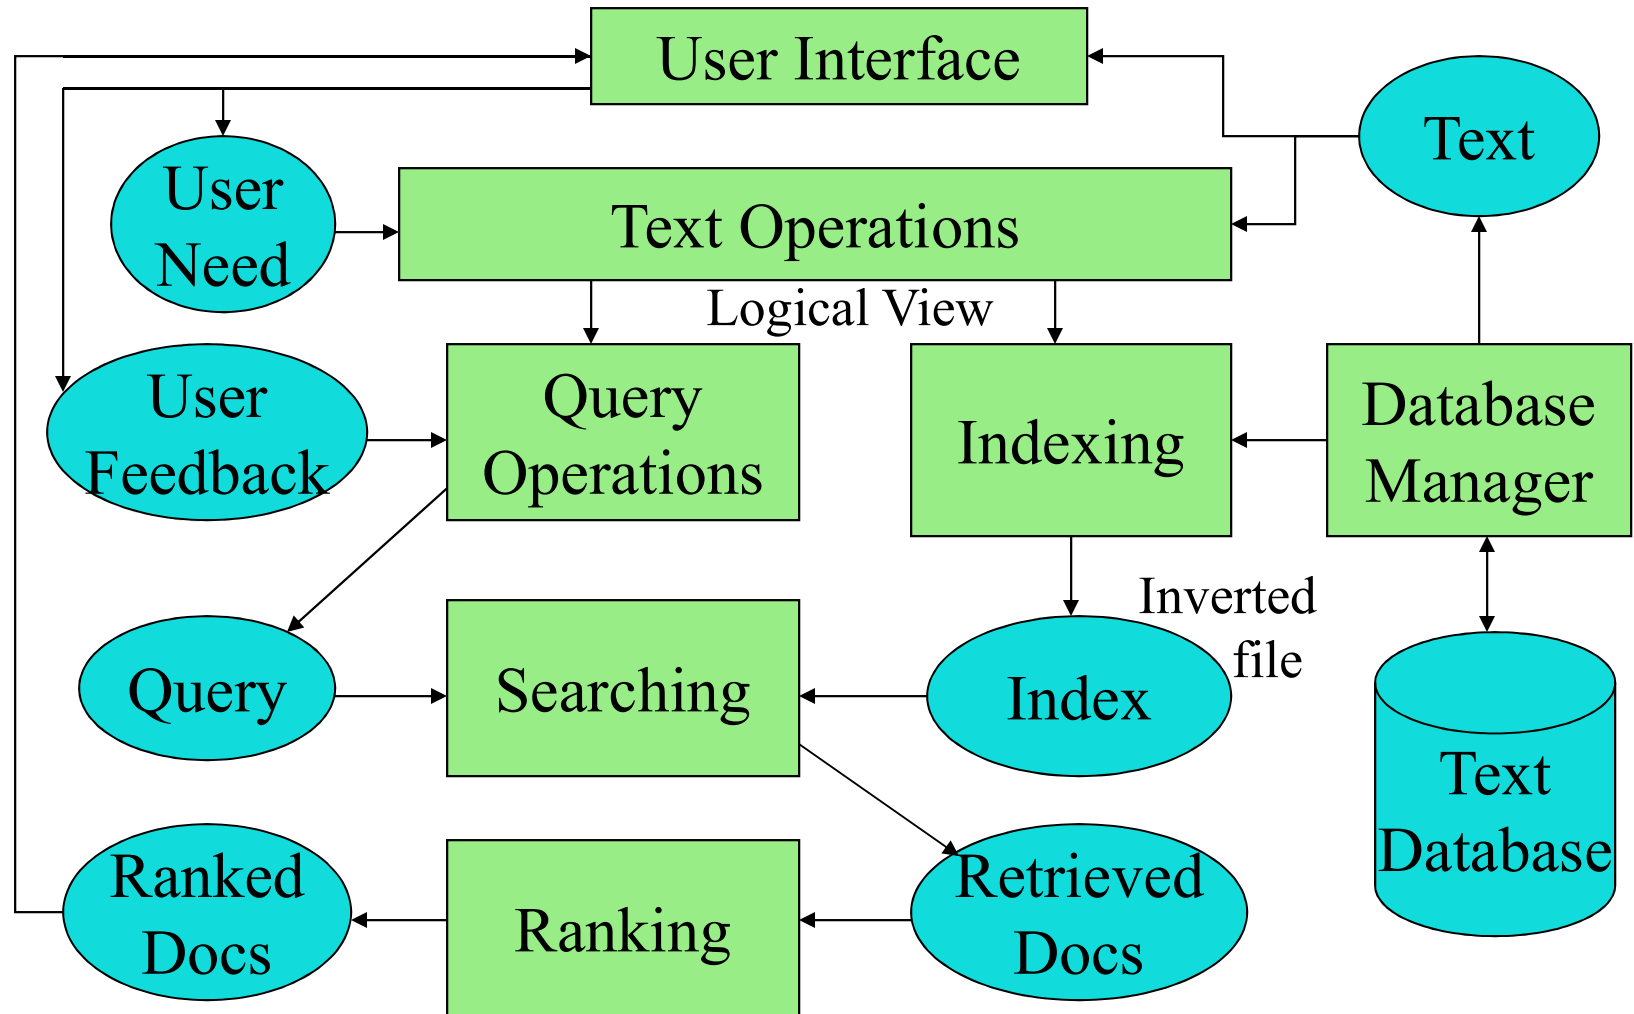 User Interface
Text
User
Need
Text Operations
Logical View
User
Feedback
Query
Operations
Indexing
Database
Manager
Inverted
file
Query
Searching
Index
Text
Database
Ranked
Docs
Ranking
Retrieved
Docs